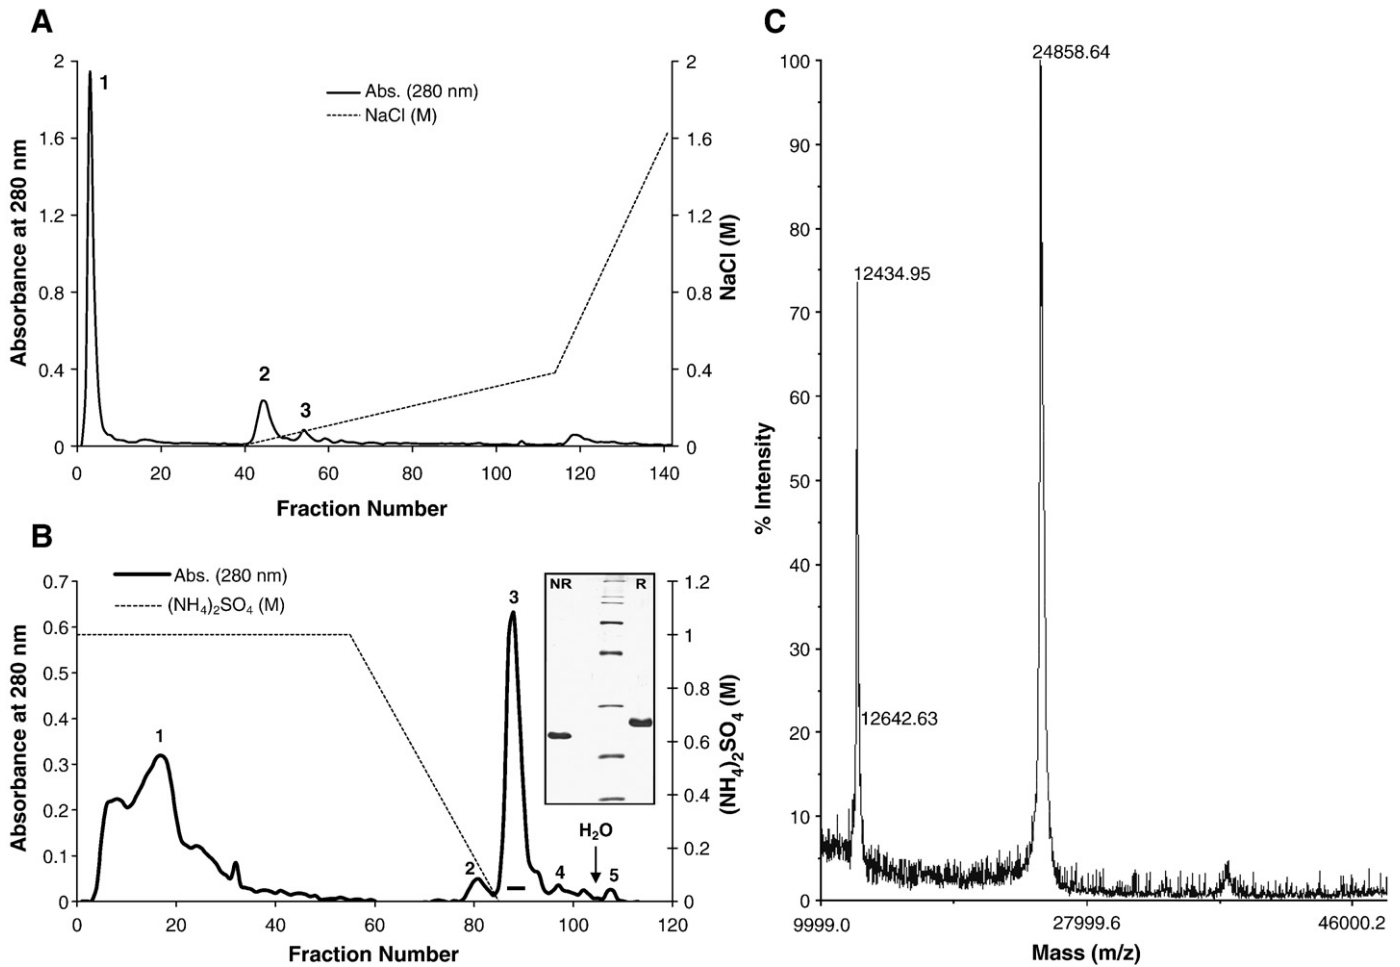 A
Abs. (280 nm)
NaCl (M)
1
2
3
2
1.6
1.2
0.8
0.4
0
2
1.6
1.2
0.8
0.4
0
0 20 40 60 80 100 120 140
Absorbance at 280 nm
NaCl (M)
Fraction Number
B
Abs. (280 nm)
(NH4)2SO4 (M)
NR R
1
2
3
4
5
H2O
0.7
0.6
0.5
0.4
0.3
0.2
0.1
0
1.2
1
0.8
0.6
0.4
0.2
0
0 20 40 60 80 100 120
Absorbance at 280 nm
(NH4)2SO4 (M)
Fraction Number
C
24858.64
12434.95
12642.63
100
90
80
70
60
50
40
30
20
10
0
9999.0 27999.6 46000.2
% Intensity
Mass (m/z)